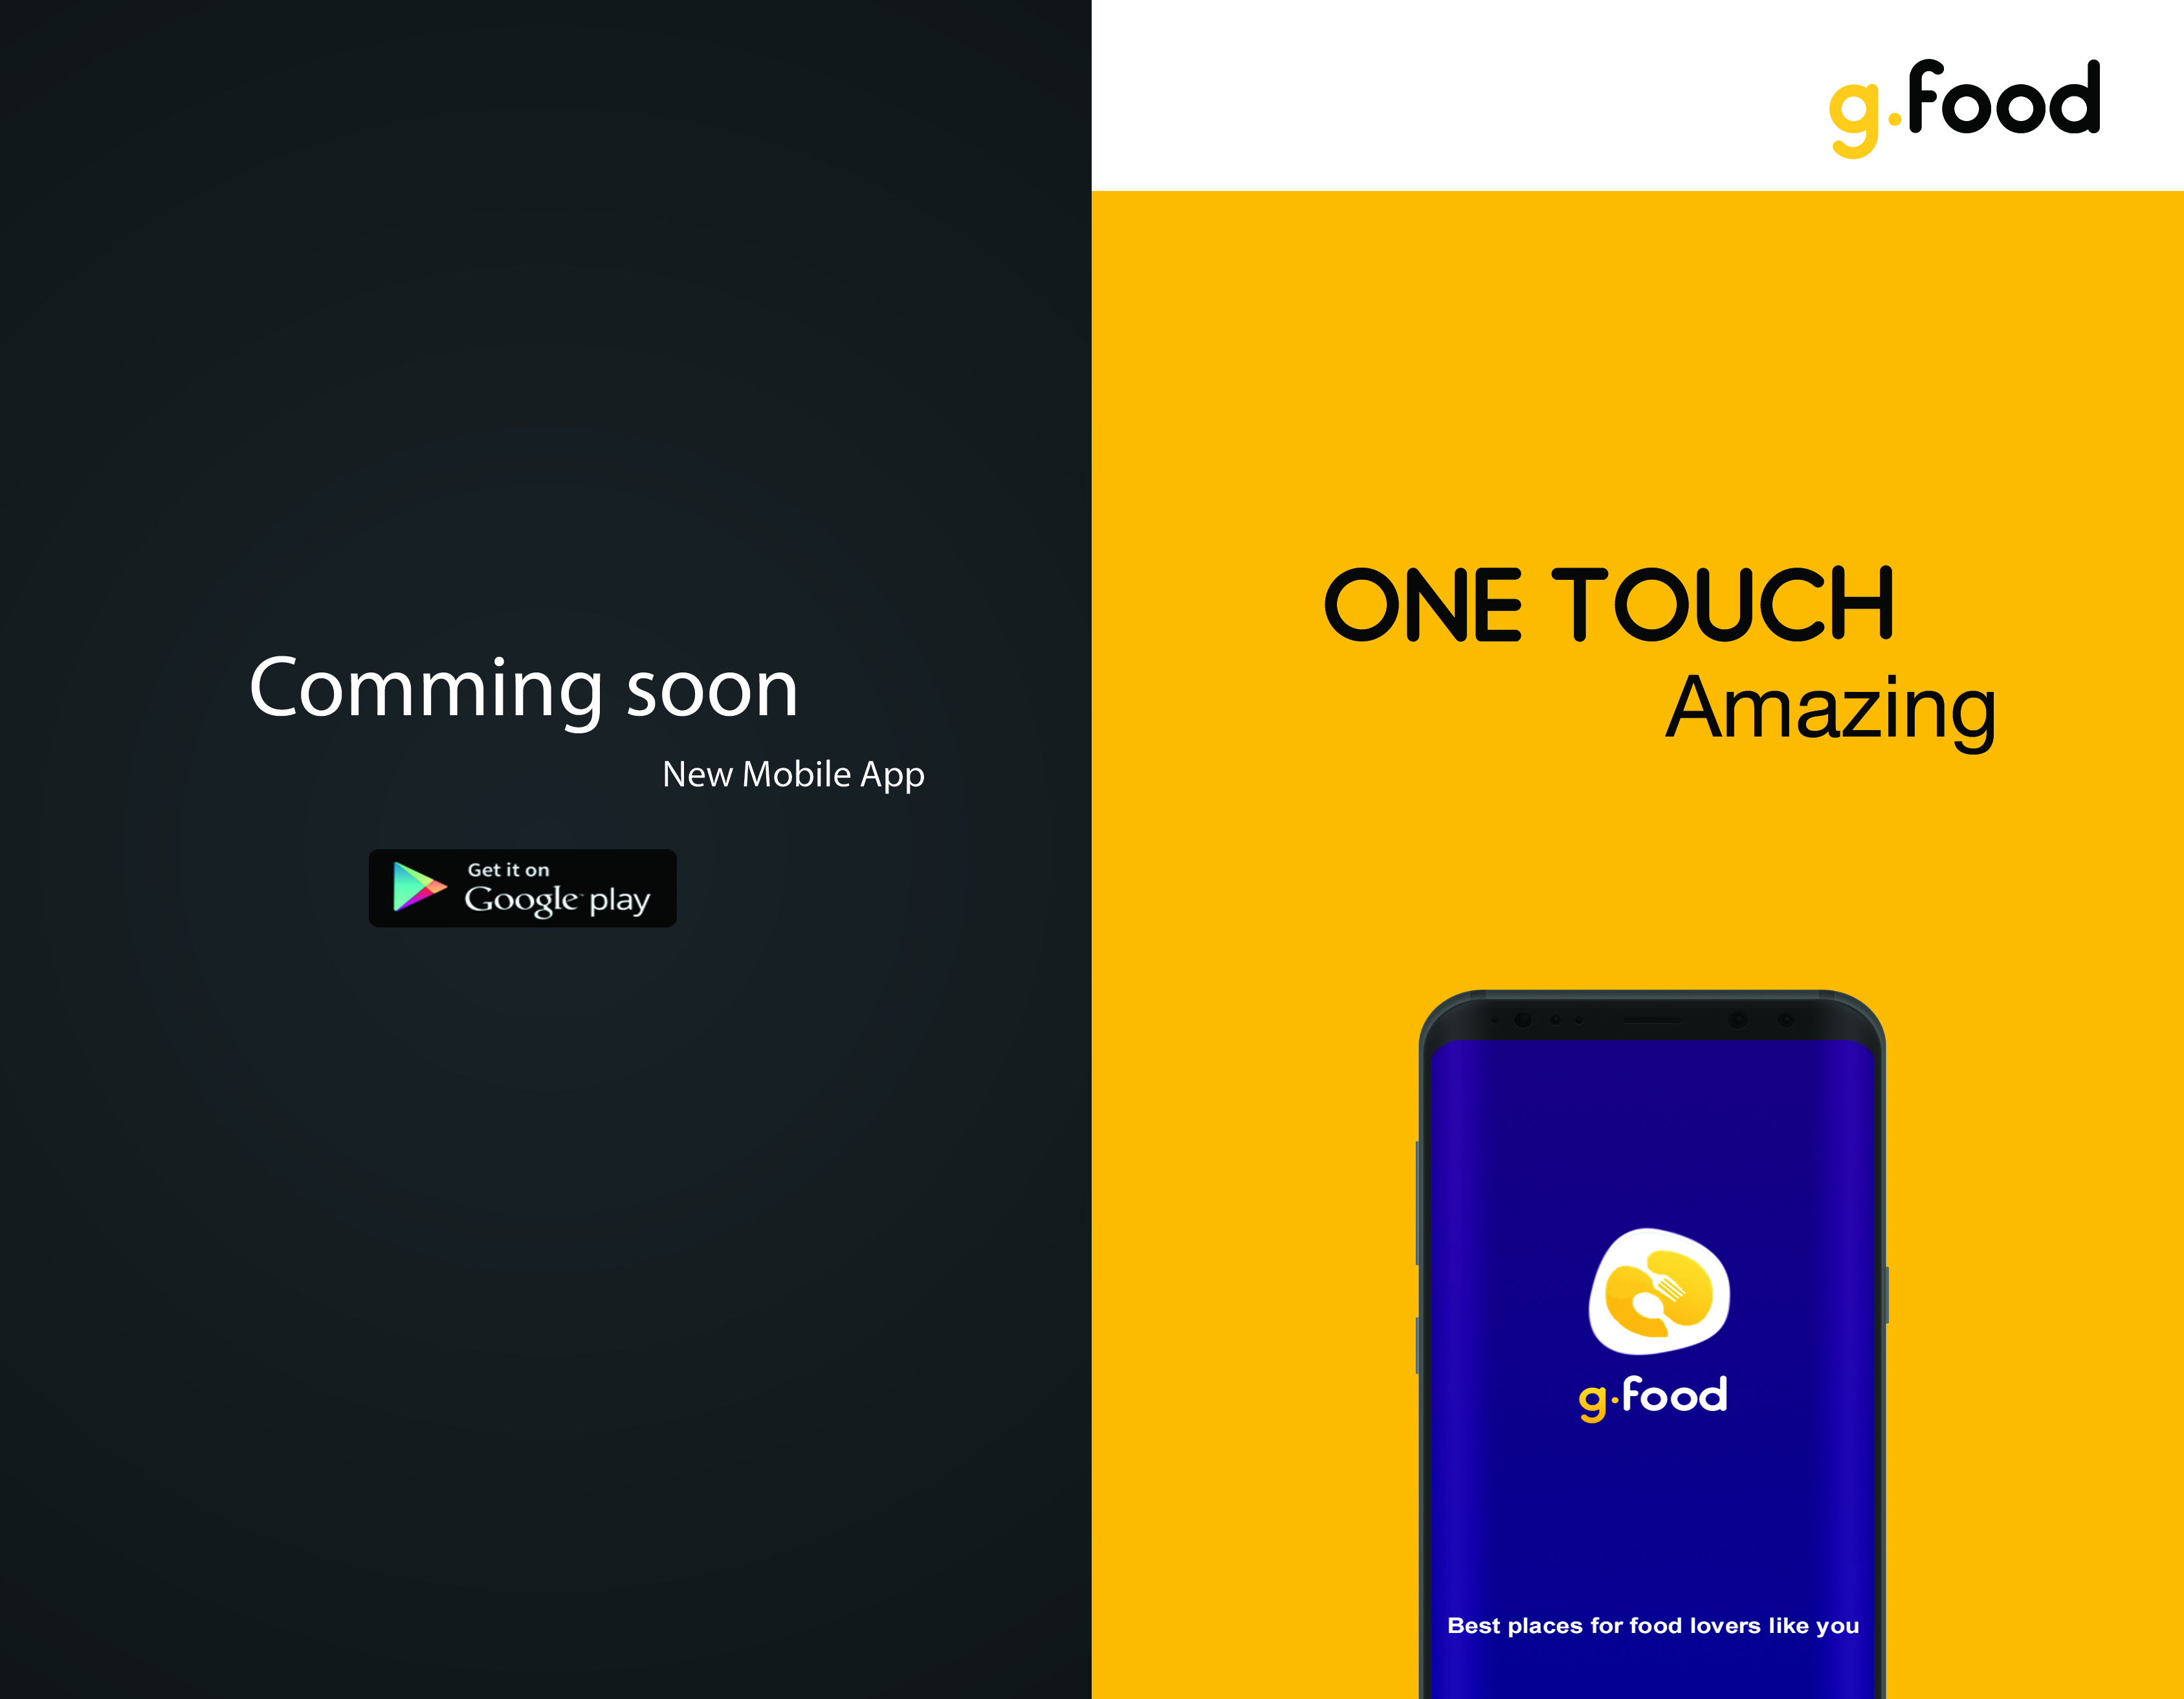 Comming soon
New Mobile App
Get it on
Google play
g.food
ONE TOUCH
Amazing
g.food
Best places for food lovers like you